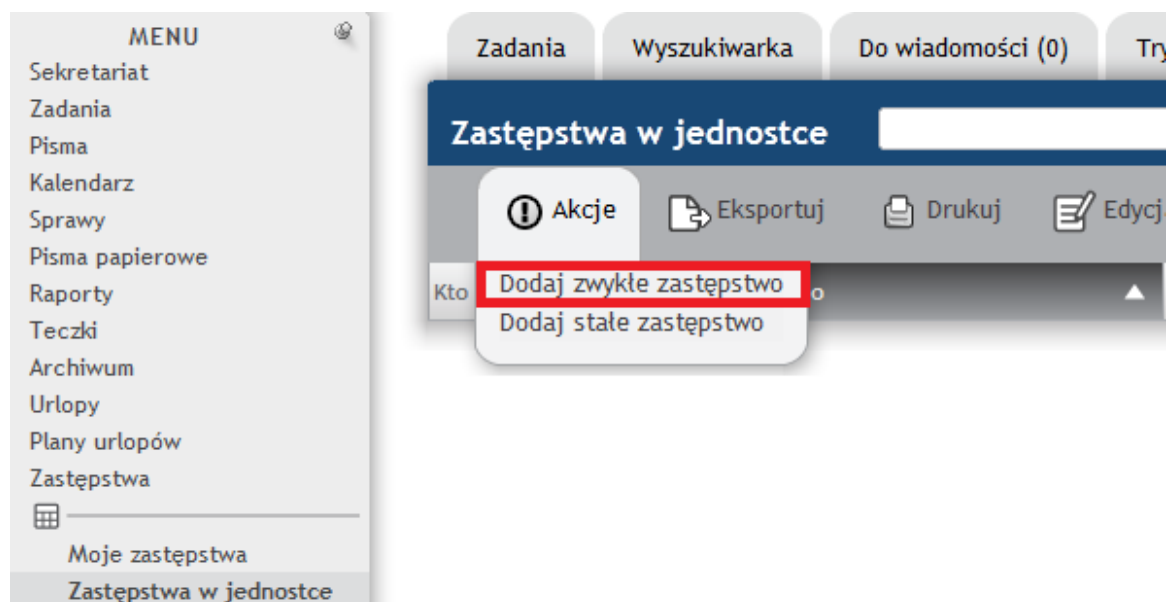 MENU
Sekretariat
Zadania
Pisma
Kalendarz
Sprawy
Pisma papierowe
Raporty
Teczki
Archiwum
Urlopy
Plany urlopów
Zastępstwa
Moje zastępstwa
Zastępstwa w jednostce
Zadania Wyszukiwarka Do wiadomości (0)
Zastępstwa w jednostce
Akcje Eksportuj Drukuj
Kto
Dodaj zwykłe zastępstwo
Dodaj stałe zastępstwo